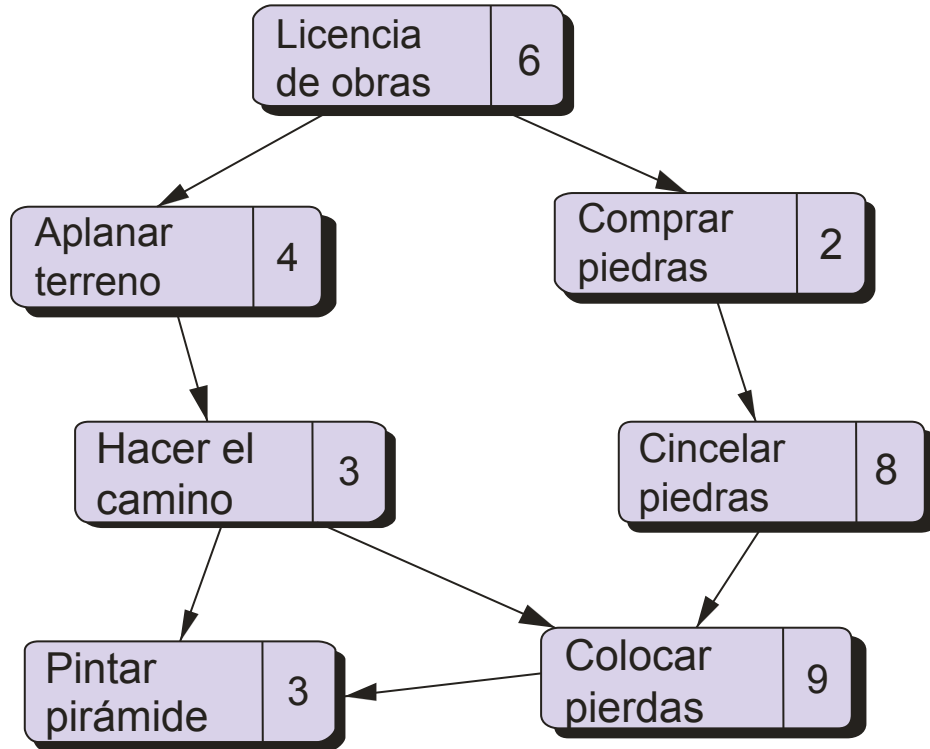 Licencia
de obras
6
Aplanar
terreno
4
Comprar
piedras
2
Hacer el
camino
3
Cincelar
piedras
8
Pintar
pirámide
3
Colocar
pierdas
9